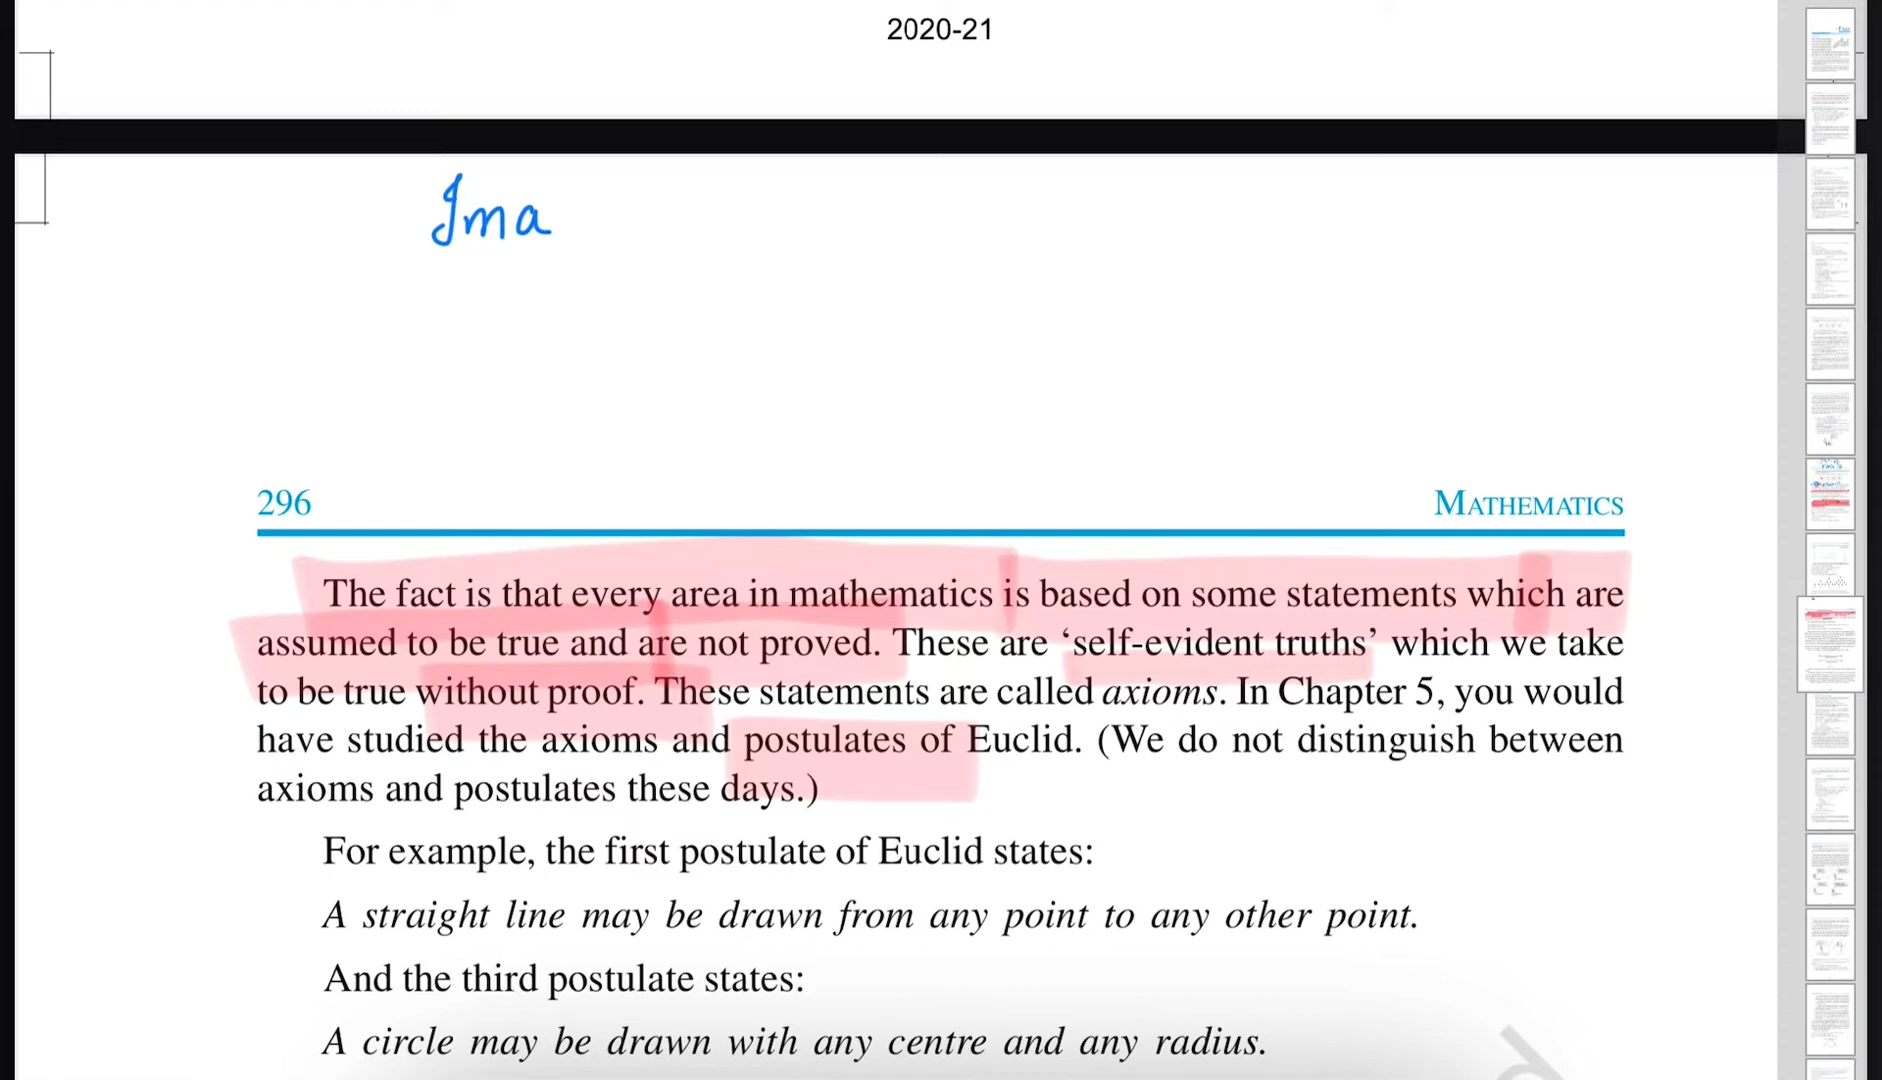 2020-21
Ima
296 MATHEMATICS
The fact is that every area in mathematics is based on some statements which are
assumed to be true and are not proved. These are ‘self-evident truths’ which we take
to be true without proof. These statements are called axioms. In Chapter 5, you would
have studied the axioms and postulates of Euclid. (We do not distinguish between
axioms and postulates these days.)
For example, the first postulate of Euclid states:
A straight line may be drawn from any point to any other point.
And the third postulate states:
A circle may be drawn with any centre and any radius.